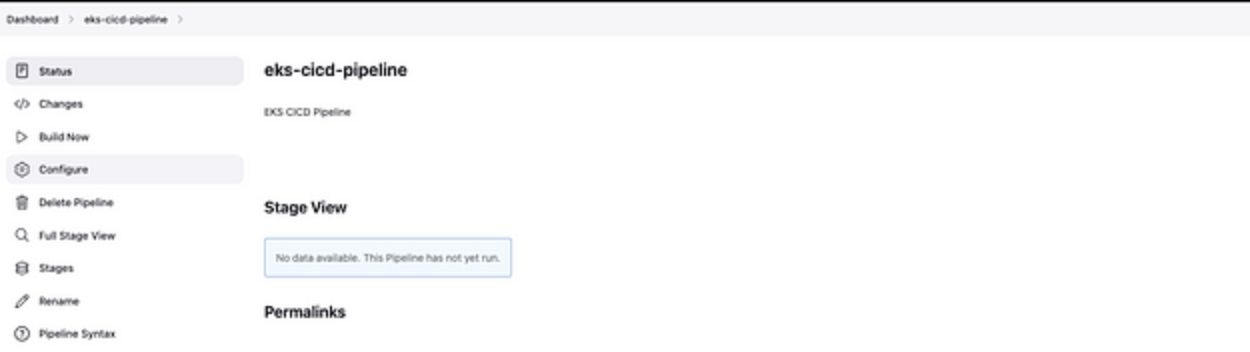 Dashboard > eks-cicd-pipeline >
Status
Changes
Build Now
Configure
Delete Pipeline
Full Stage View
Stages
Rename
Pipeline Syntax
eks-cicd-pipeline
EKS CICD Pipeline
Stage View
No data available. This Pipeline has not yet run.
Permalinks